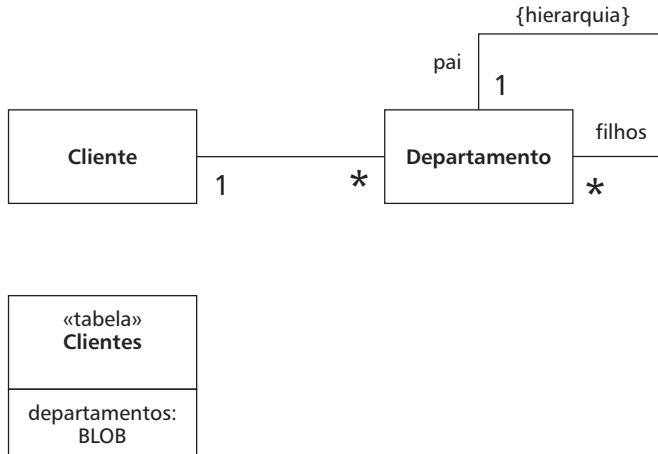 {hierarquia}
pai
1
Cliente
Departamento
filhos
1
*
*
«tabela»
Clientes
departamentos:
BLOB